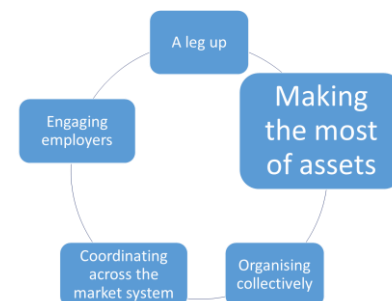 A leg up
Making
the most
of assets
Organising
collectively
Coordinating
across the
market system
Engaging
employers